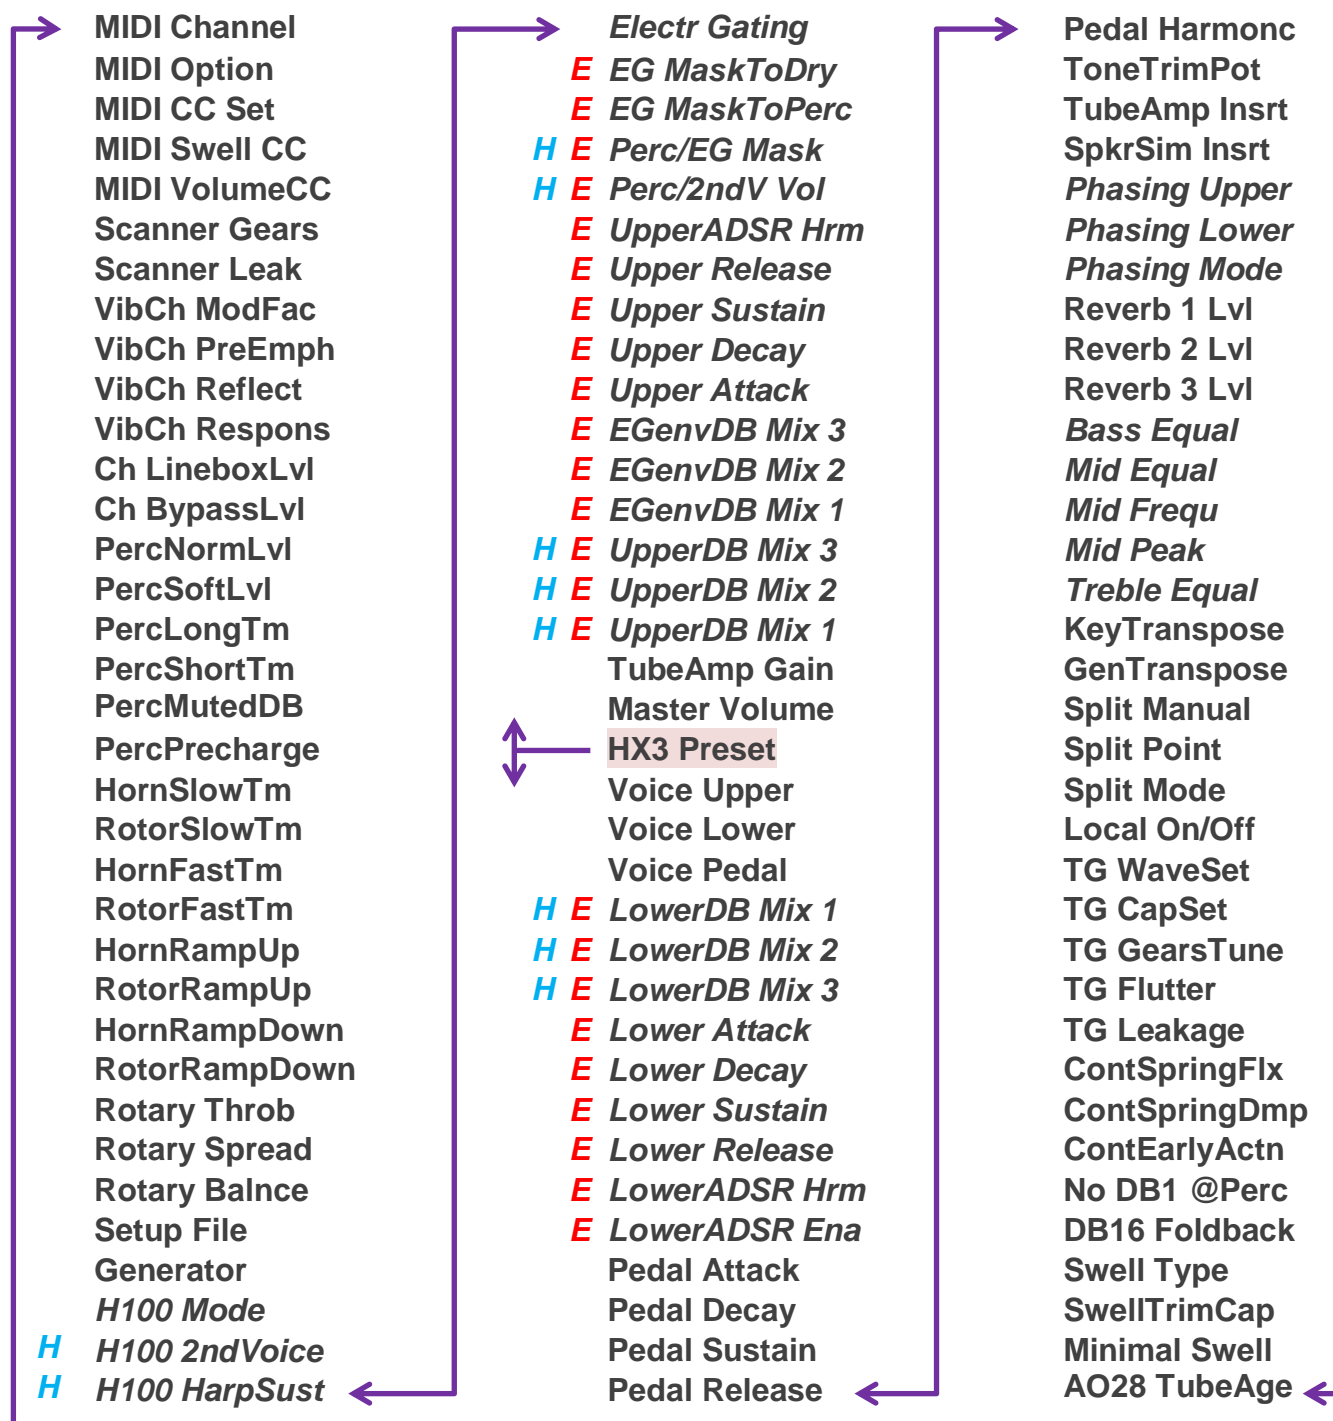 MIDI Channel
MIDI Option
MIDI CC Set
MIDI Swell CC
MIDI VolumeCC
Scanner Gears
Scanner Leak
VibCh ModFac
VibCh PreEmph
VibCh Reflect
VibCh Respons
Ch LineboxLvl
Ch BypassLvl
PercNormLvl
PercSoftLvl
PercLongTm
PercShortTm
PercMutedDB
PercPrecharge
HornSlowTm
RotorSlowTm
HornFastTm
RotorFastTm
HornRampUp
RotorRampUp
HornRampDown
RotorRampDown
Rotary Throb
Rotary Spread
Rotary Balnce
Setup File
Generator
H100 Mode
H H100 2ndVoice
H H100 HarpSust
Electr Gating
E EG MaskToDry
E EG MaskToPerc
H E Perc/EG Mask
H E Perc/2ndV Vol
E UpperADSR Hrm
E Upper Release
E Upper Sustain
E Upper Decay
E Upper Attack
E EGenvDB Mix 3
E EGenvDB Mix 2
E EGenvDB Mix 1
H E UpperDB Mix 3
H E UpperDB Mix 2
H E UpperDB Mix 1
TubeAmp Gain
Master Volume
HX3 Preset
Voice Upper
Voice Lower
Voice Pedal
H E LowerDB Mix 1
H E LowerDB Mix 2
H E LowerDB Mix 3
E Lower Attack
E Lower Decay
E Lower Sustain
E Lower Release
E LowerADSR Hrm
E LowerADSR Ena
Pedal Attack
Pedal Decay
Pedal Sustain
Pedal Release
Pedal Harmonc
ToneTrimPot
TubeAmp Insrt
SpkrSim Insrt
Phasing Upper
Phasing Lower
Phasing Mode
Reverb 1 Lvl
Reverb 2 Lvl
Reverb 3 Lvl
Bass Equal
Mid Equal
Mid Frequ
Mid Peak
Treble Equal
KeyTranspose
GenTranspose
Split Manual
Split Point
Split Mode
Local On/Off
TG WaveSet
TG CapSet
TG GearsTune
TG Flutter
TG Leakage
ContSpringFlx
ContSpringDmp
ContEarlyActn
No DB1 @Perc
DB16 Foldback
Swell Type
SwellTrimCap
Minimal Swell
AO28 TubeAge